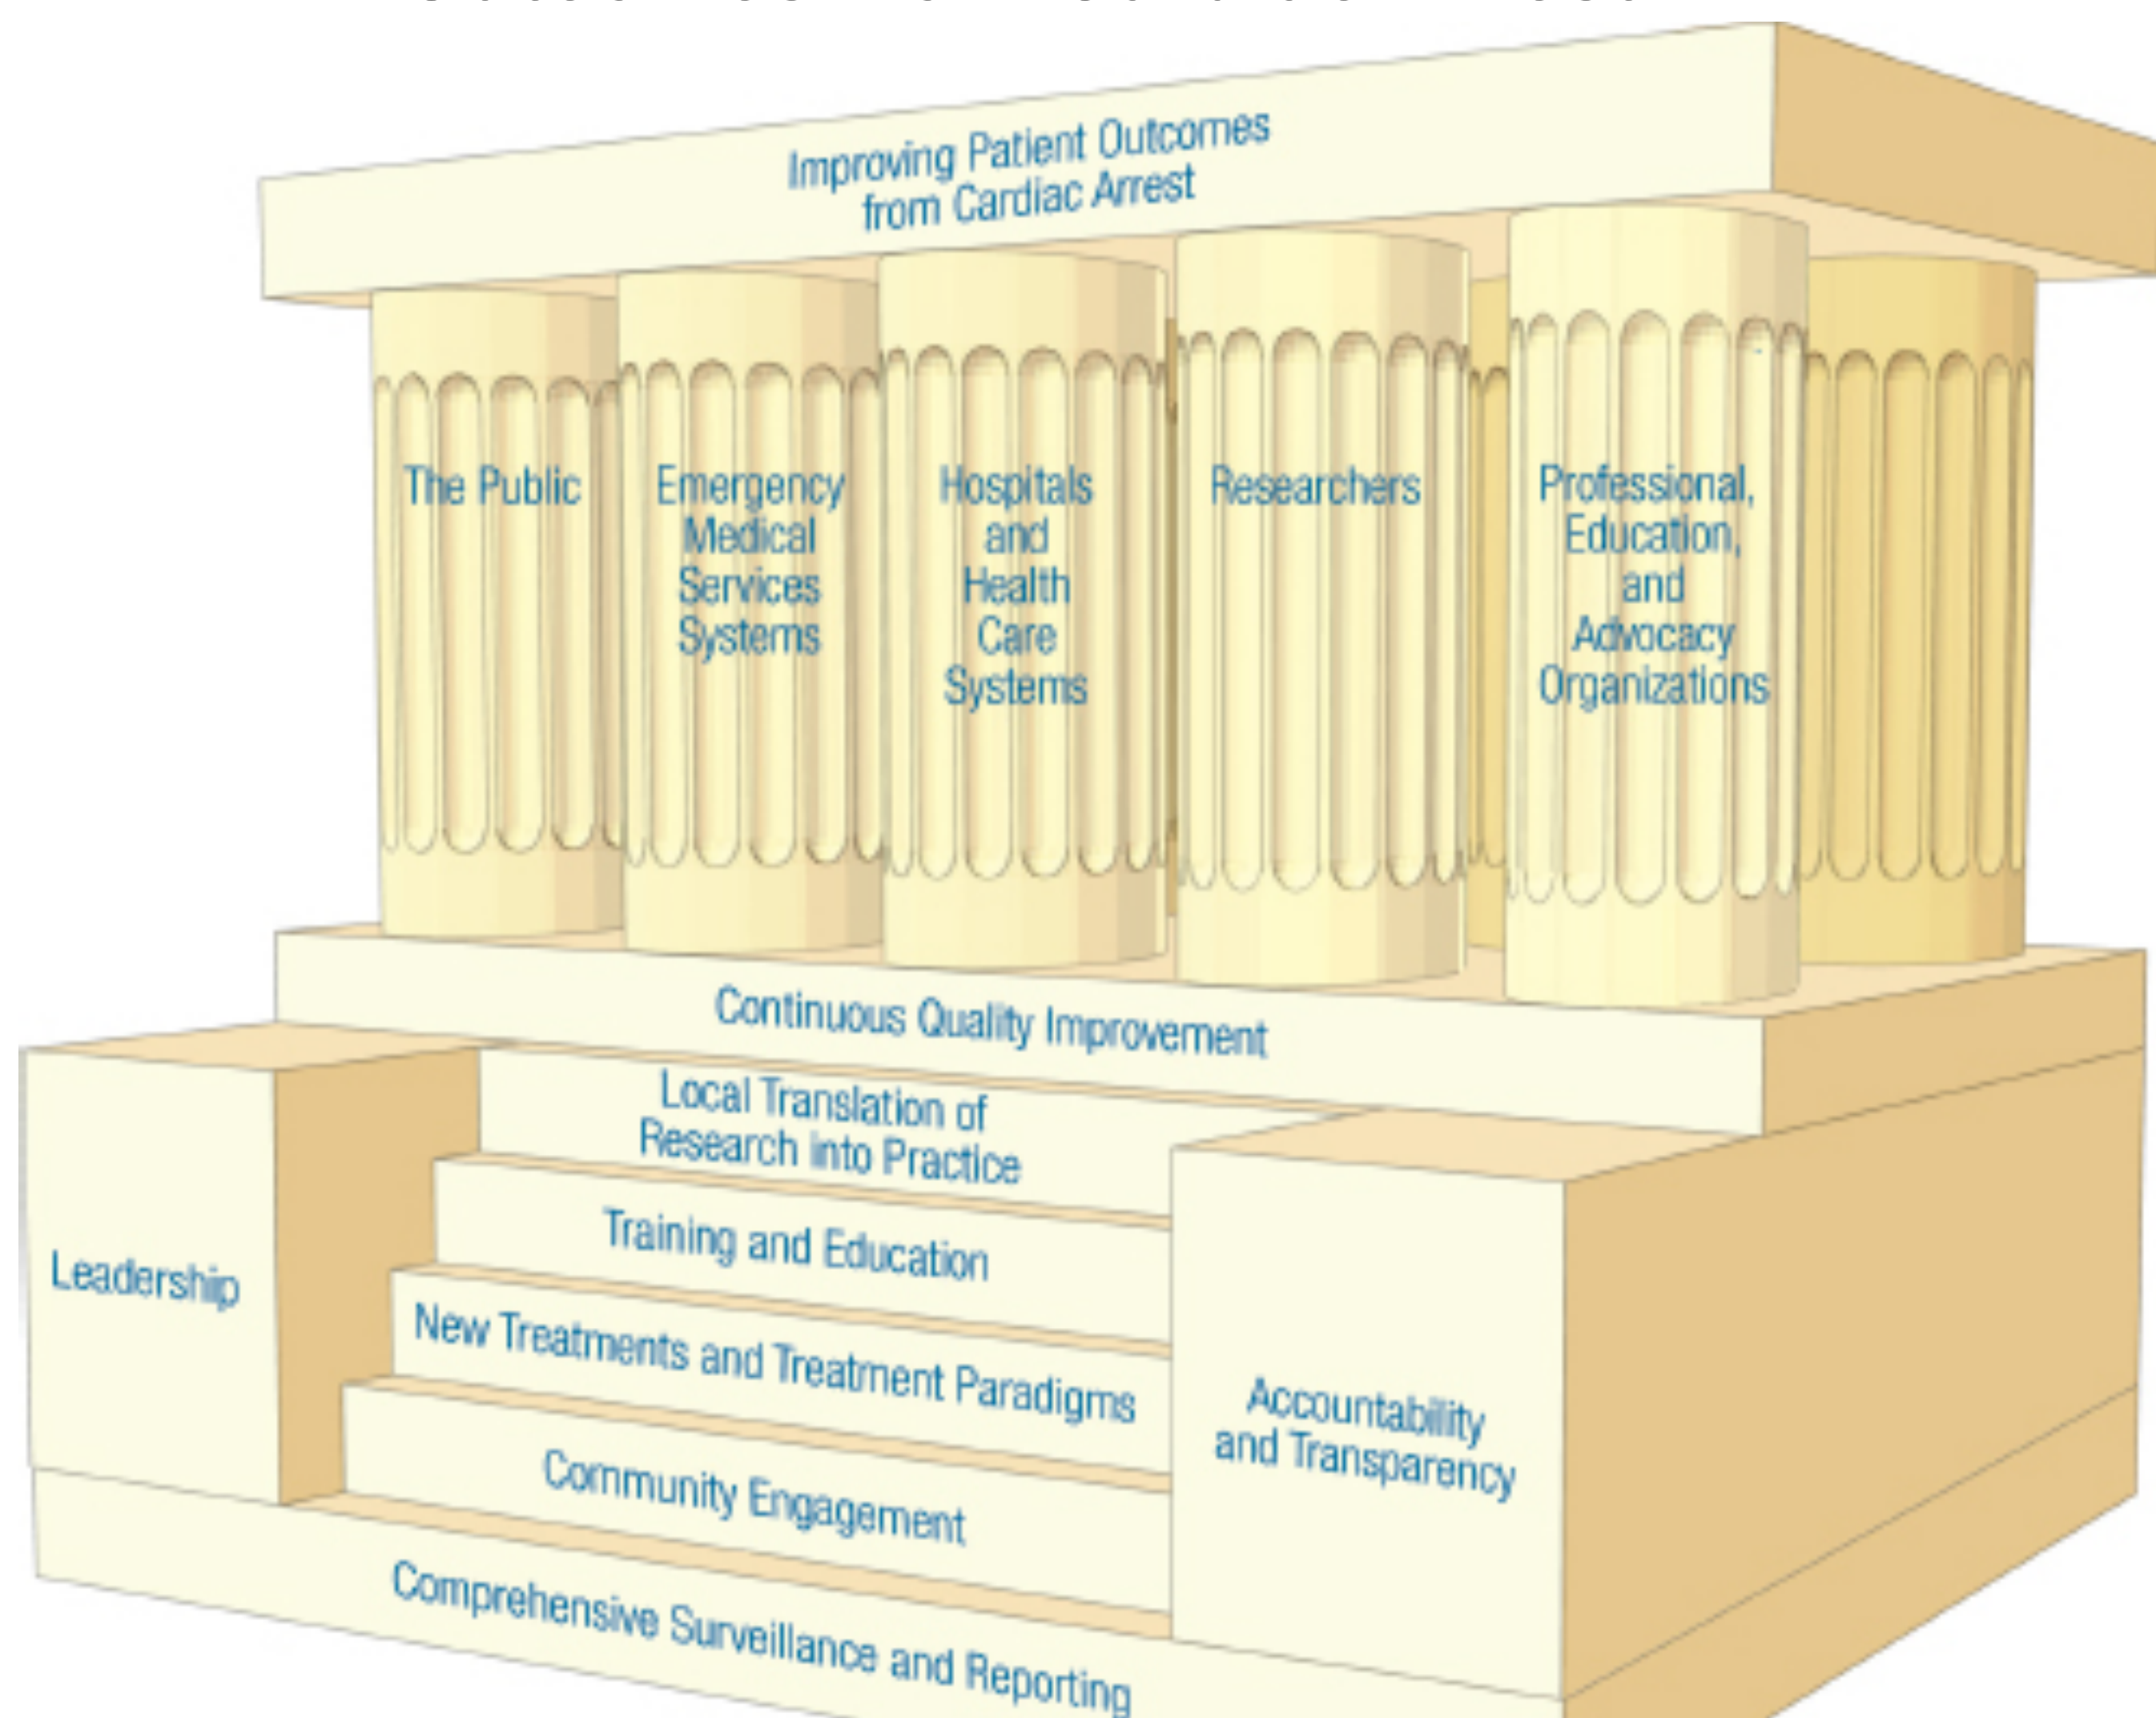 Improving Patient Outcomes
from Cardiac Arrest
The Public
Emergency
Medical
Services
Systems
Hospitals
and
Health
Care
Systems
Researchers
Professional,
Education,
and
Advocacy
Organizations
Continuous Quality Improvement
Local Translation of
Research into Practice
Training and Education
New Treatments and Treatment Paradigms
Community Engagement
Leadership
Accountability
and Transparency
Comprehensive Surveillance and Reporting